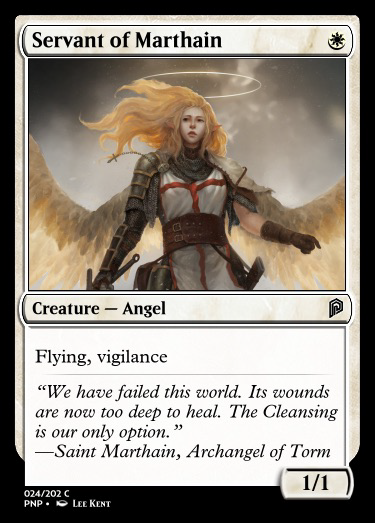 Servant of Marthain
Creature — Angel
Flying, vigilance
“We have failed this world. Its wounds
are now too deep to heal. The Cleansing
is our only option.”
—Saint Marthain, Archangel of Torm
1/1
024/202 C
PNP • Lee Kent